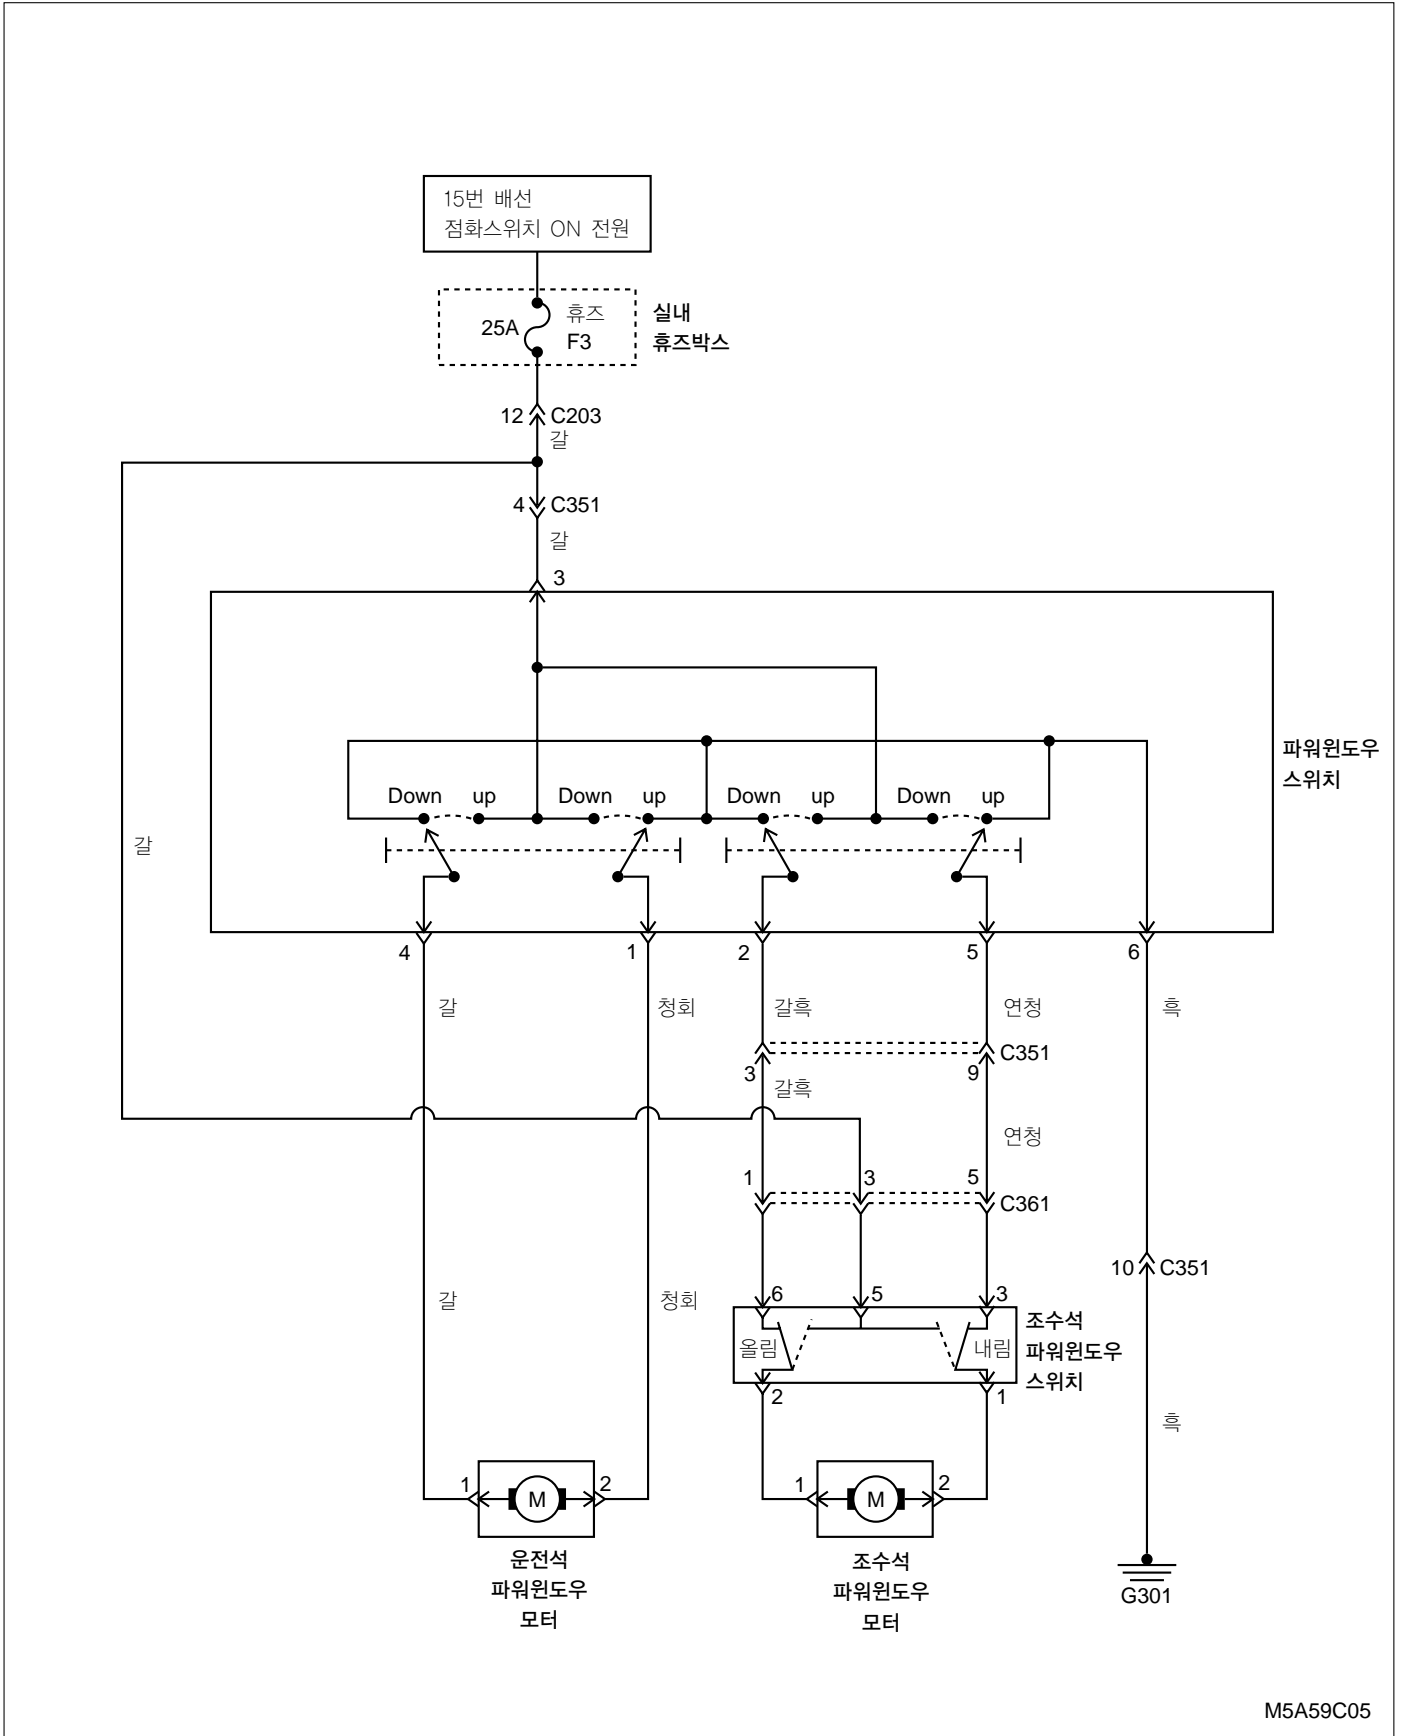 15번 배선
점화스위치 ON 전원
25A
휴즈
F3
실내
휴즈박스
12
C203
갈
4
C351
갈
3
파워윈도우
스위치
Down up Down up Down up Down up
갈
4 1 2 5 6
갈 청회 갈흑 연청 흑
C351
3 9
갈흑
연청
1 3 5
C361
10 C351
갈 청회
6 5 3
올림 내림
조수석
파워윈도우
스위치
2 1
흑
1 M 2
1 M 2
운전석
파워윈도우
모터
조수석
파워윈도우
모터
G301
M5A59C05